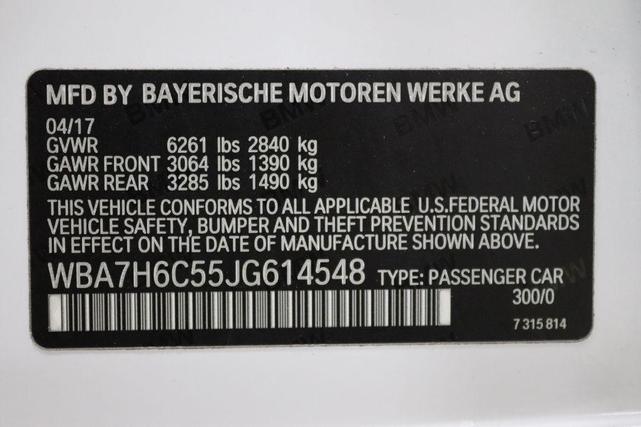 MFD BY BAYERISCHE MOTOREN WERKE AG
04/17
GVWR 6261 lbs 2840 kg
GAWR FRONT 3064 lbs 1390 kg
GAWR REAR 3285 lbs 1490 kg
THIS VEHICLE CONFORMS TO ALL APPLICABLE U.S.FEDERAL MOTOR
VEHICLE SAFETY, BUMPER AND THEFT PREVENTION STANDARDS
IN EFFECT ON THE DATE OF MANUFACTURE SHOWN ABOVE.
WBA7H6C55JG614548 TYPE: PASSENGER CAR
300/0
7 315 814